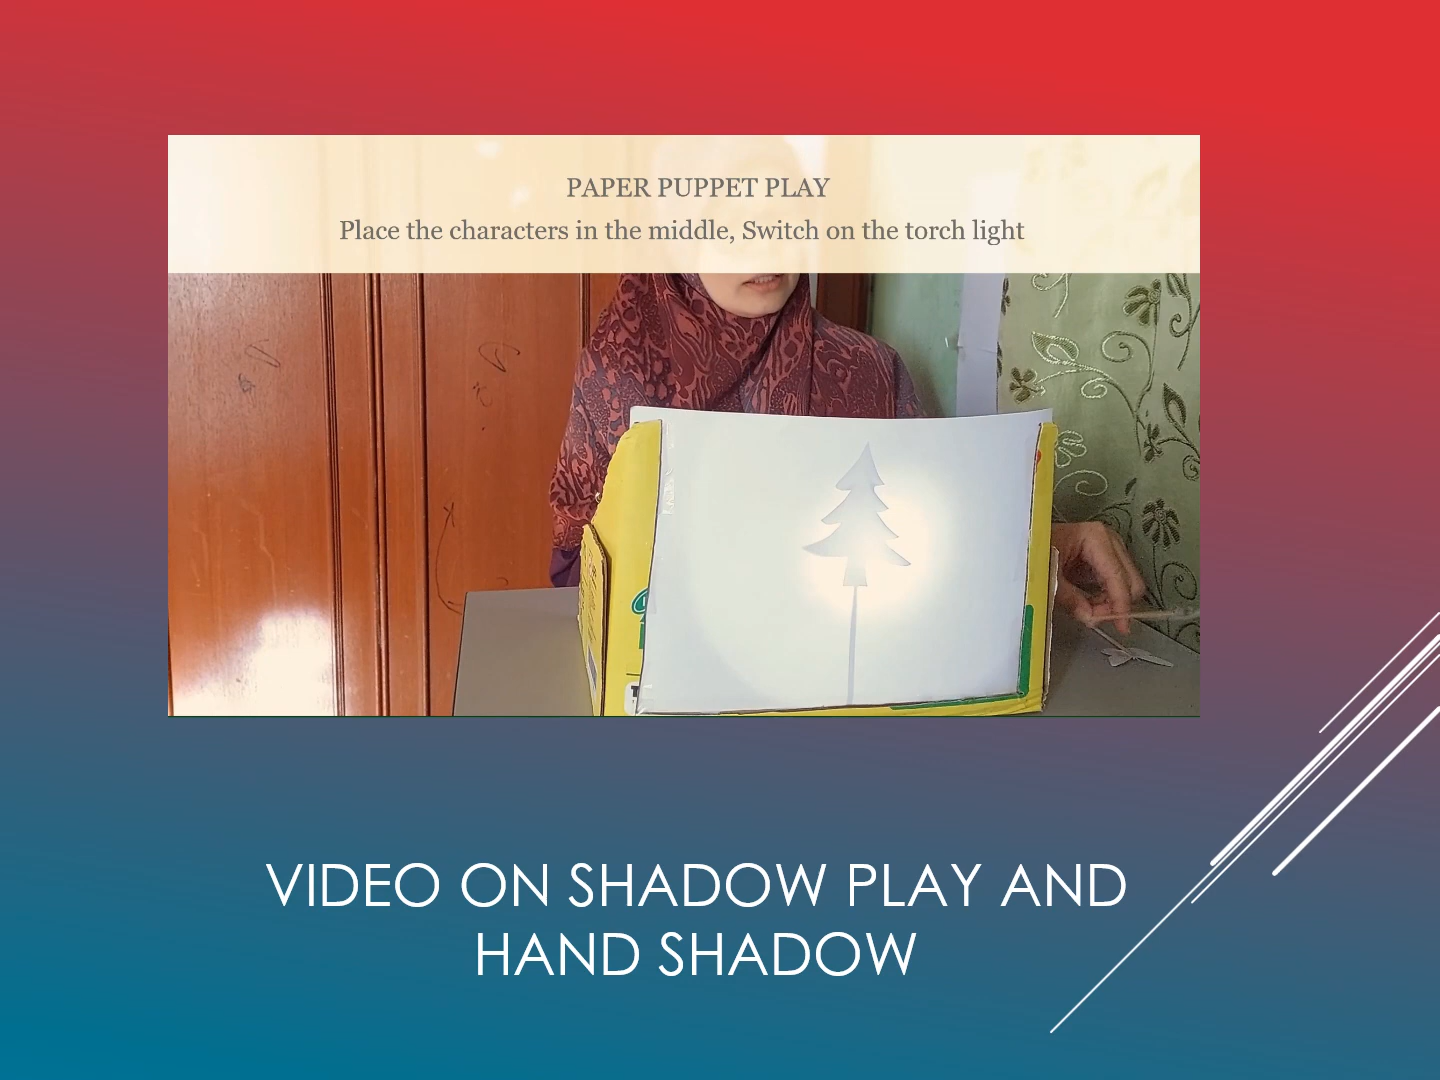 PAPER PUPPET PLAY
Place the characters in the middle, Switch on the torch light
VIDEO ON SHADOW PLAY AND
HAND SHADOW